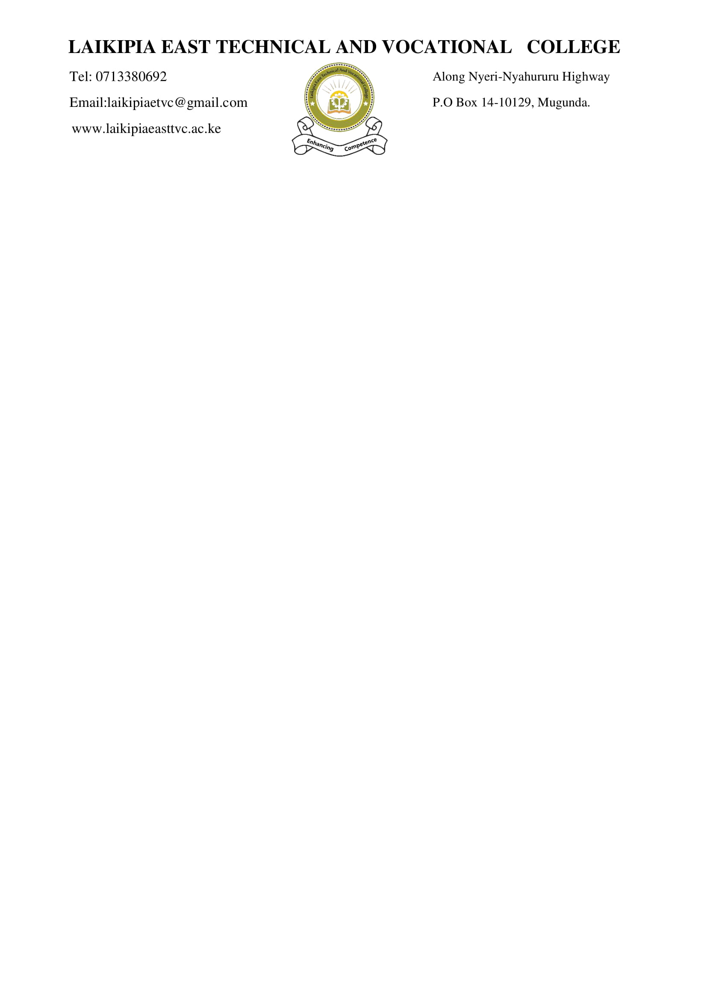 LAIKIPIA EAST TECHNICAL AND VOCATIONAL COLLEGE
Tel: 0713380692
Email:laikipiaetvc@gmail.com
www.laikipiaeasttvc.ac.ke
Laikipia East Technical And Vocational College.
Enhancing Competence
Along Nyeri-Nyahururu Highway
P.O Box 14-10129, Mugunda.